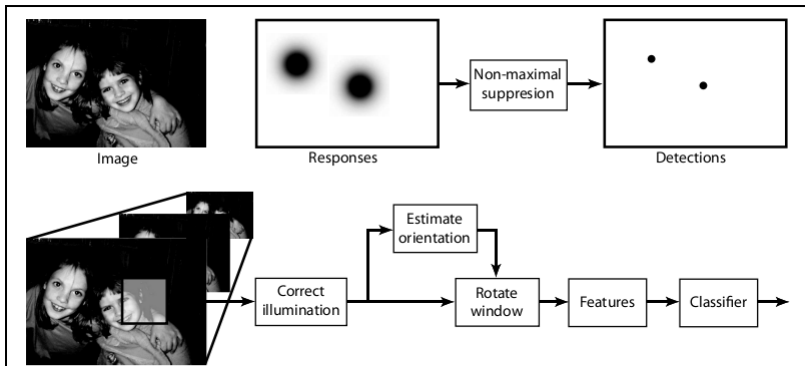 Non-maximal
suppresion
Image
Responses
Detections
Estimate
orientation
Correct
illumination
Rotate
window
Features
Classifier